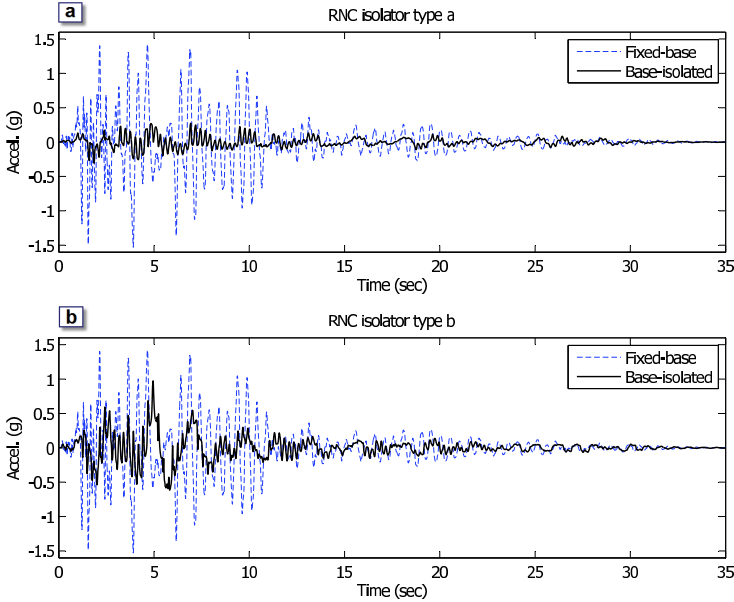 a
RNC isolator type a
Accel. (g)
1.5
1
0.5
0
-0.5
-1
-1.5
Fixed-base
Base-isolated
0 5 10 15 20 25 30 35
Time (sec)
b
RNC isolator type b
Accel. (g)
1.5
1
0.5
0
-0.5
-1
-1.5
Fixed-base
Base-isolated
0 5 10 15 20 25 30 35
Time (sec)